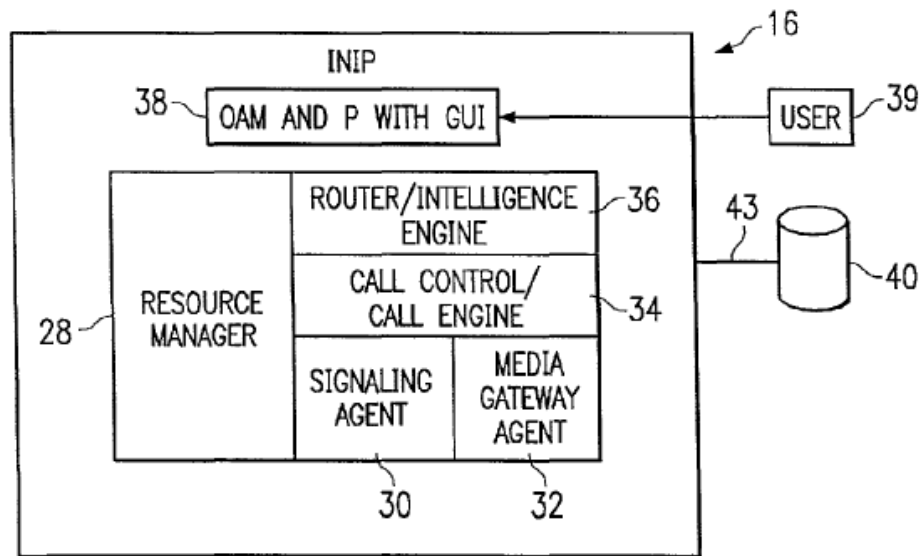 16
INIP
38
OAM AND P WITH GUI
USER
39
ROUTER/INTELLIGENCE
ENGINE
36
43
40
28
RESOURCE
MANAGER
CALL CONTROL/
CALL ENGINE
34
SIGNALING
AGENT
MEDIA
GATEWAY
AGENT
30
32